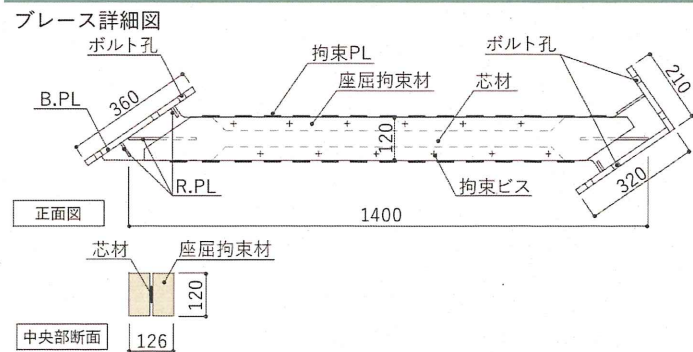 ブレース詳細図
ボルト孔
拘束PL
ボルト孔
座屈拘束材
芯材
B.PL
360
210
120
R.PL
拘束ビス
320
正面図
1400
芯材
座屈拘束材
120
中央部断面
126